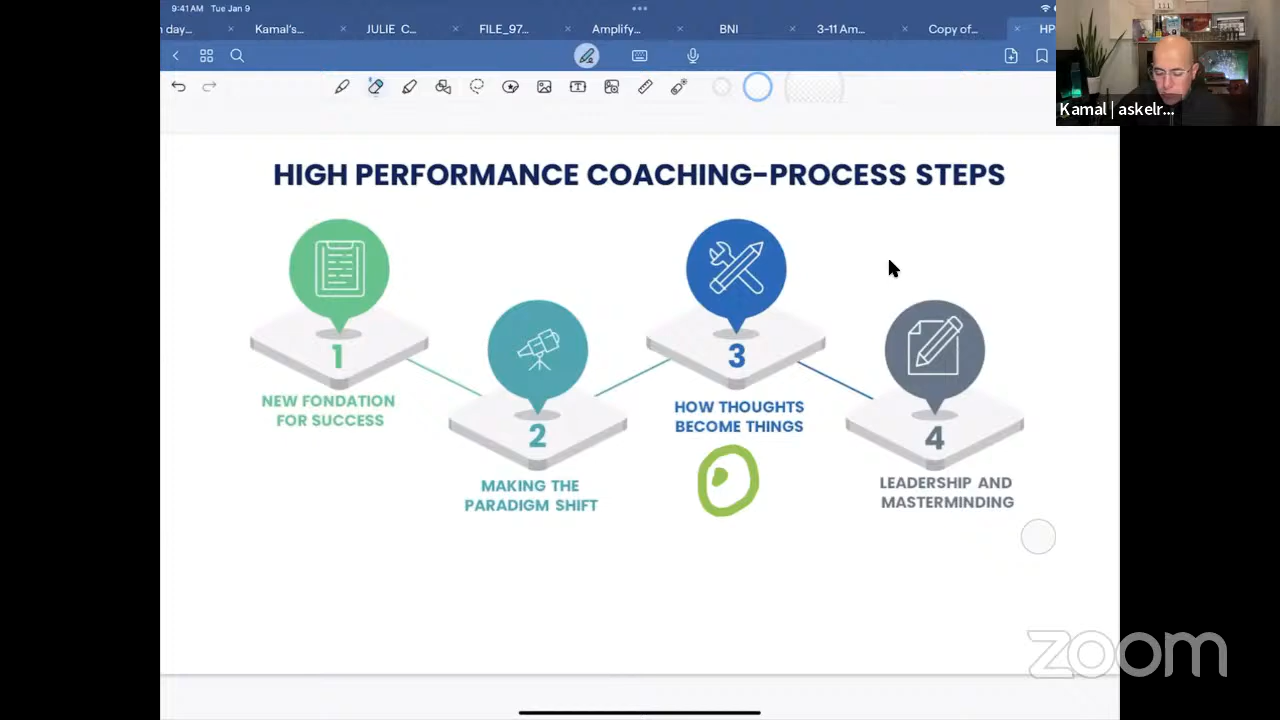 9:41 AM Tue Jan 9
n day...
Kamal's...
JULIE C...
FILE_97...
Amplify...
BNI
3-11 Am...
Copy of...
HP
Kamal | askelr...
HIGH PERFORMANCE COACHING-PROCESS STEPS
1
NEW FONDATION
FOR SUCCESS
2
MAKING THE
PARADIGM SHIFT
3
HOW THOUGHTS
BECOME THINGS
4
LEADERSHIP AND
MASTERMINDING
zoom